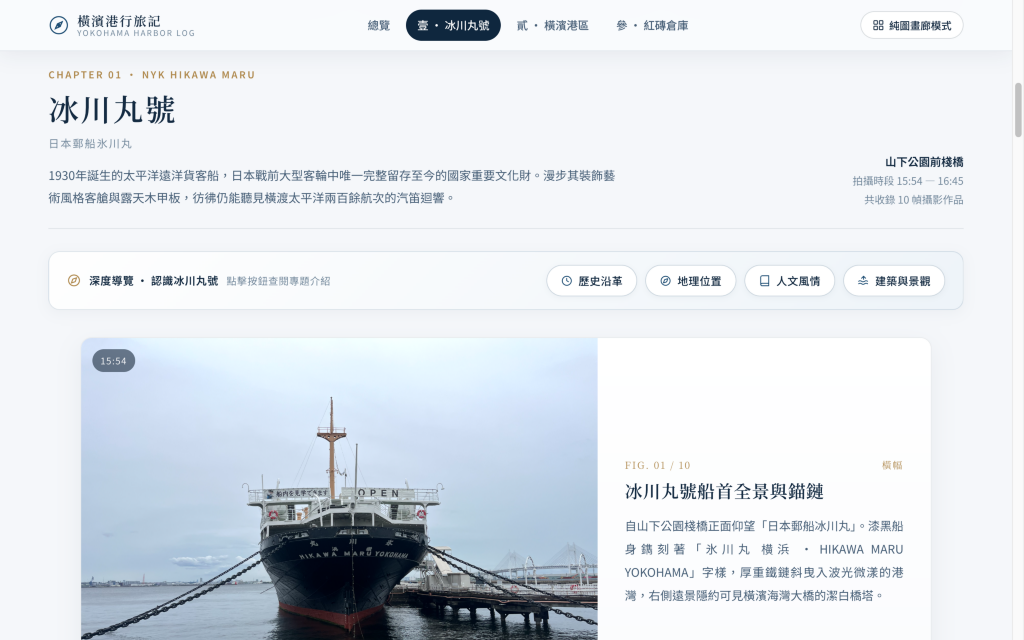 橫濱港行旅記
YOKOHAMA HARBOR LOG
總覽
壹 · 冰川丸號
貳 · 橫濱港區
參 · 紅磚倉庫
純圖畫廊模式
CHAPTER 01 · NYK HIKAWA MARU
冰川丸號
日本郵船氷川丸
1930年誕生的太平洋遠洋貨客船，日本戰前大型客輪中唯一完整留存至今的國家重要文化財。漫步其裝飾藝
術風格客艙與露天木甲板，彷彿仍能聽見橫渡太平洋兩百餘航次的汽笛迴響。
山下公園前棧橋
拍攝時段 15:54 — 16:45
共收錄 10 幀攝影作品
深度導覽 · 認識冰川丸號 點擊按鈕查閱專題介紹
歷史沿革
地理位置
人文風情
建築與景觀
15:54
船内を見学できます
OPEN
丸 川 氷
HIKAWA MARU YOKOHAMA
FIG. 01 / 10
橫幅
冰川丸號船首全景與錨鏈
自山下公園棧橋正面仰望「日本郵船冰川丸」。漆黑船
身鐫刻著「氷川丸 横浜 · HIKAWA MARU
YOKOHAMA」字樣，厚重鐵鏈斜曳入波光微漾的港
灣，右側遠景隱約可見橫濱海灣大橋的潔白橋塔。